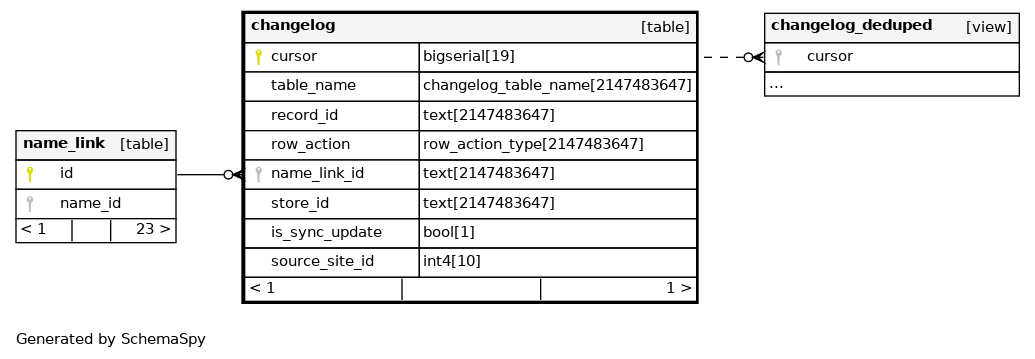 name_link [table]
id
name_id
< 1 23 >
changelog [table]
cursor bigserial[19]
table_name changelog_table_name[2147483647]
record_id text[2147483647]
row_action row_action_type[2147483647]
name_link_id text[2147483647]
store_id text[2147483647]
is_sync_update bool[1]
source_site_id int4[10]
< 1 1 >
changelog_deduped [view]
cursor
...
Generated by SchemaSpy